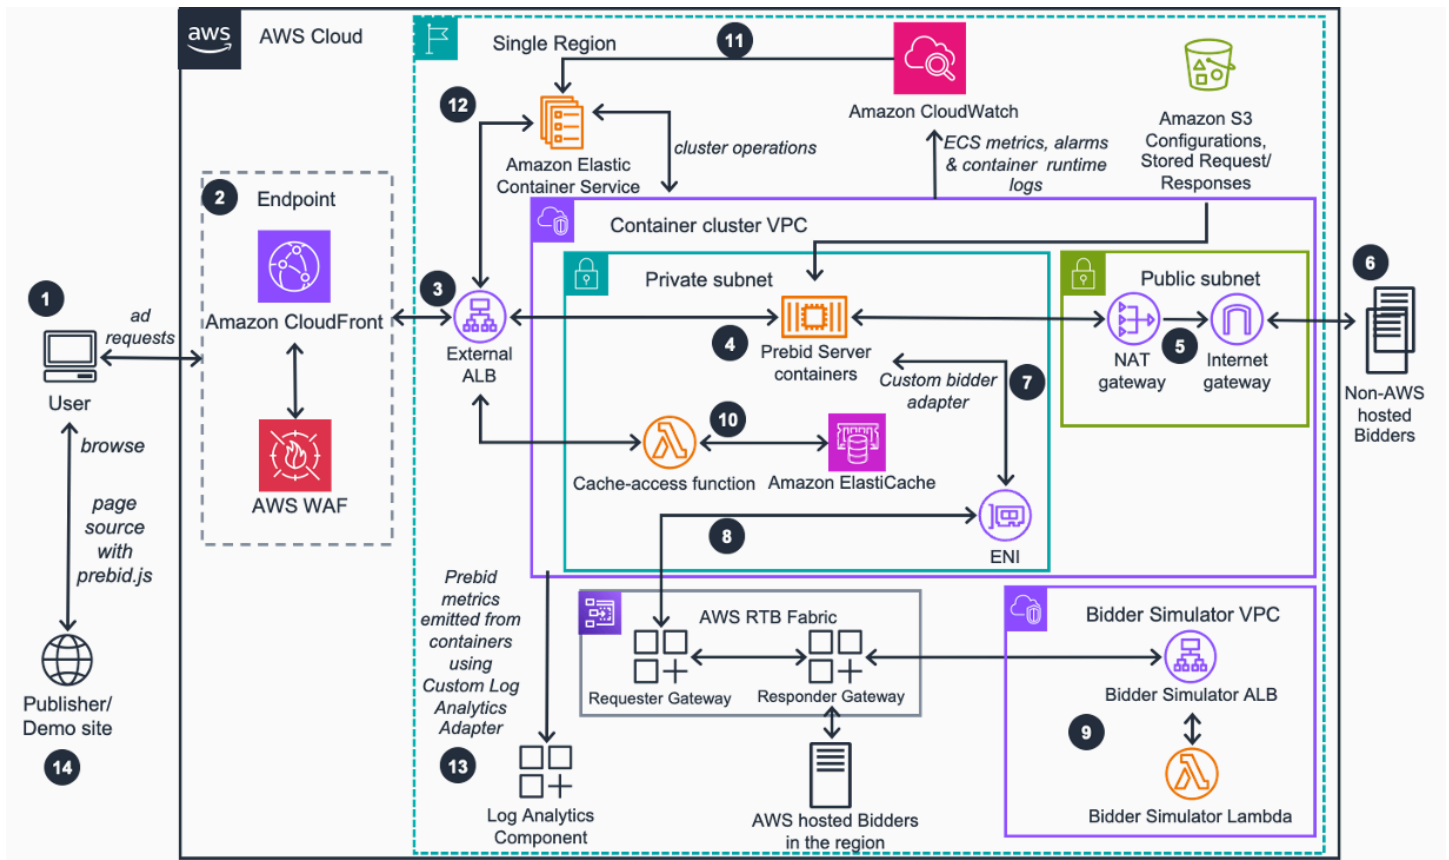 aws
AWS Cloud
Single Region
11
Amazon CloudWatch
Amazon S3
Configurations,
Stored Request/
Responses
12
Amazon Elastic
Container Service
cluster operations
ECS metrics, alarms
& container runtime
logs
2
Endpoint
Amazon CloudFront
AWS WAF
Container cluster VPC
Private subnet
Public subnet
1
ad
requests
User
3
External
ALB
4
Prebid Server
containers
5
NAT
gateway
Internet
gateway
6
Non-AWS
hosted
Bidders
7
Custom bidder
adapter
10
Cache-access function
Amazon ElastiCache
8
ENI
browse
page
source
with
prebid.js
Publisher/
Demo site
14
Prebid
metrics
emitted from
containers
using
Custom Log
Analytics
Adapter
13
Log Analytics
Component
AWS RTB Fabric
Requester Gateway
Responder Gateway
AWS hosted Bidders
in the region
Bidder Simulator VPC
Bidder Simulator ALB
9
Bidder Simulator Lambda